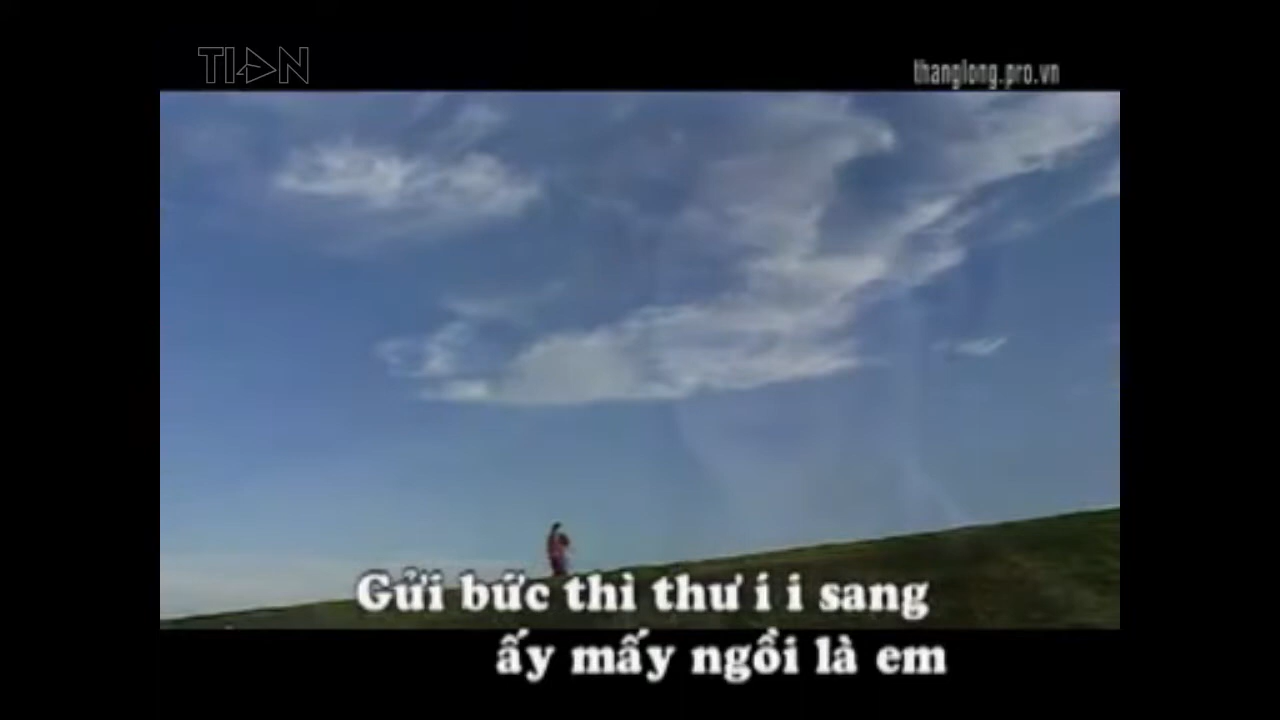 TIAN
thanglong.pro.vn
Gửi bức thì thư í i sang
ấy mấy ngồi là em